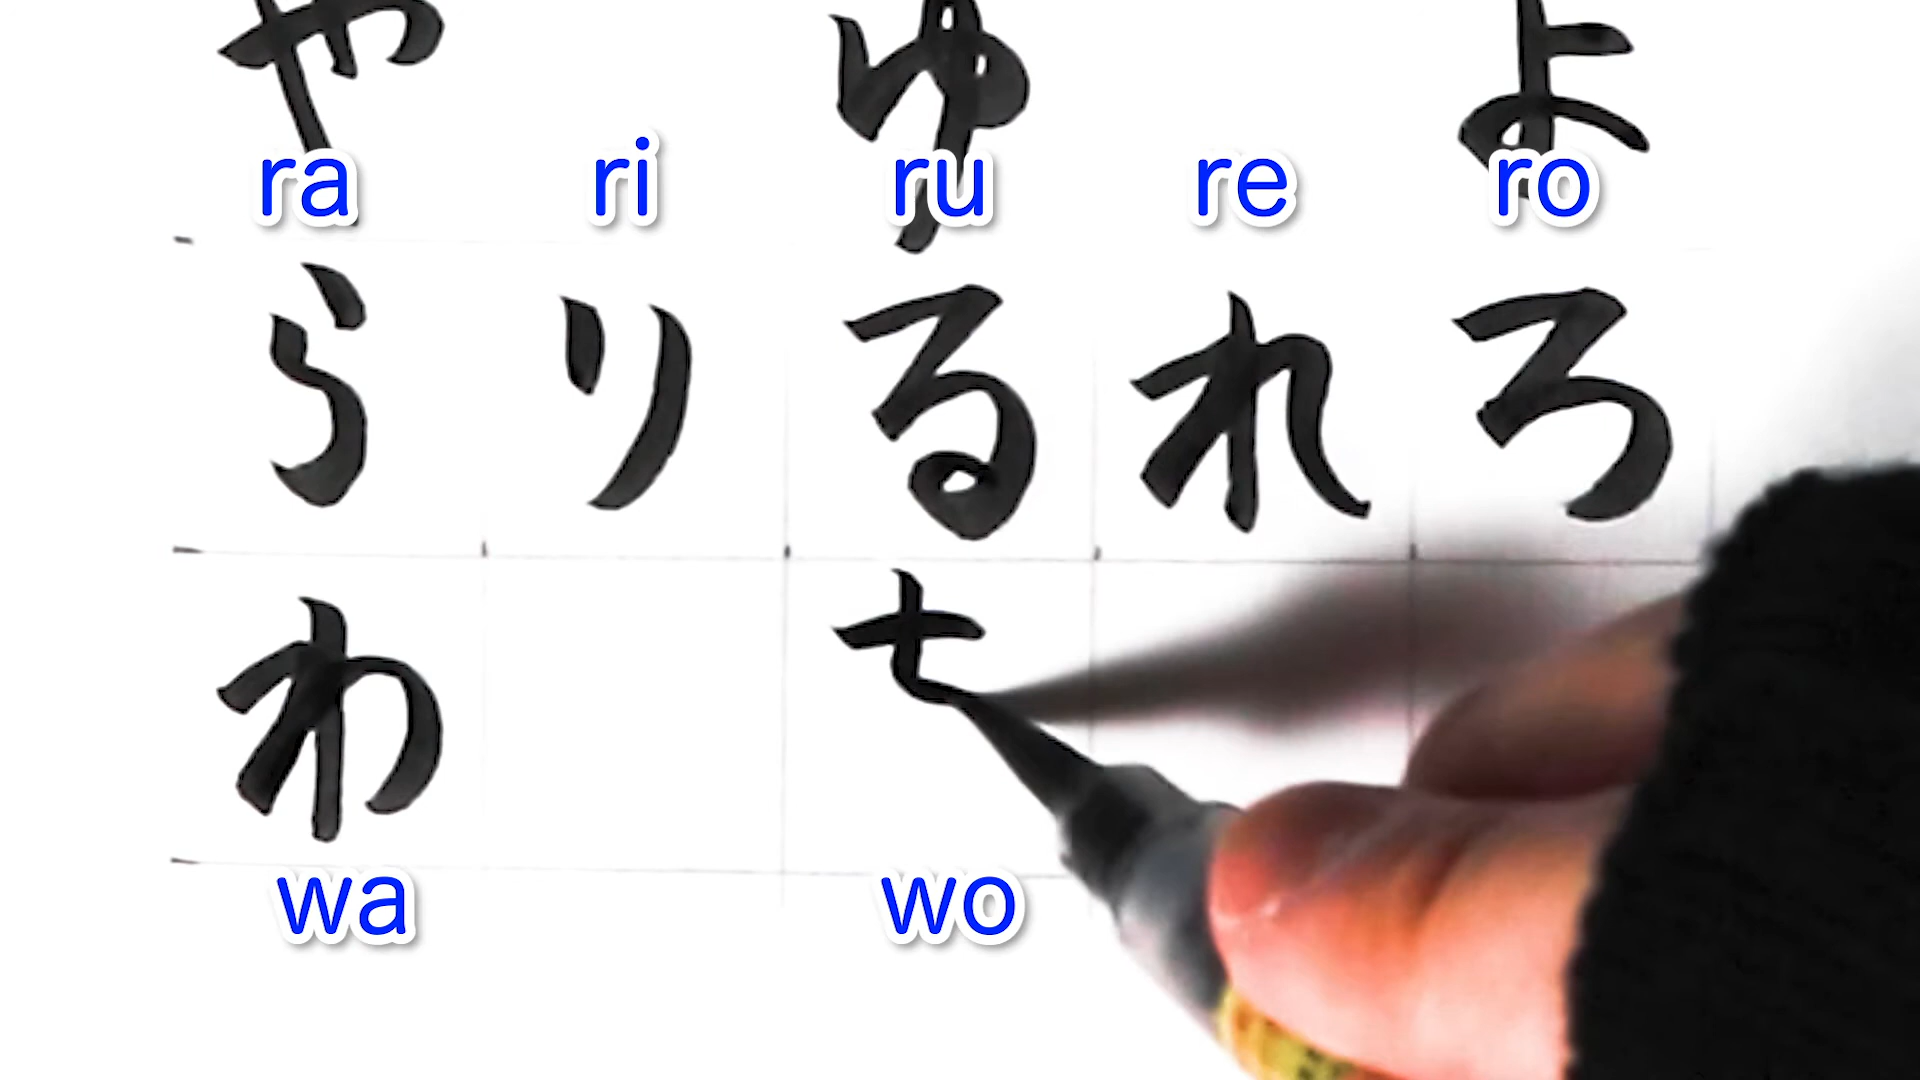 や ゆ よ
ra ri ru re ro
ら り る れ ろ
わ
wa wo